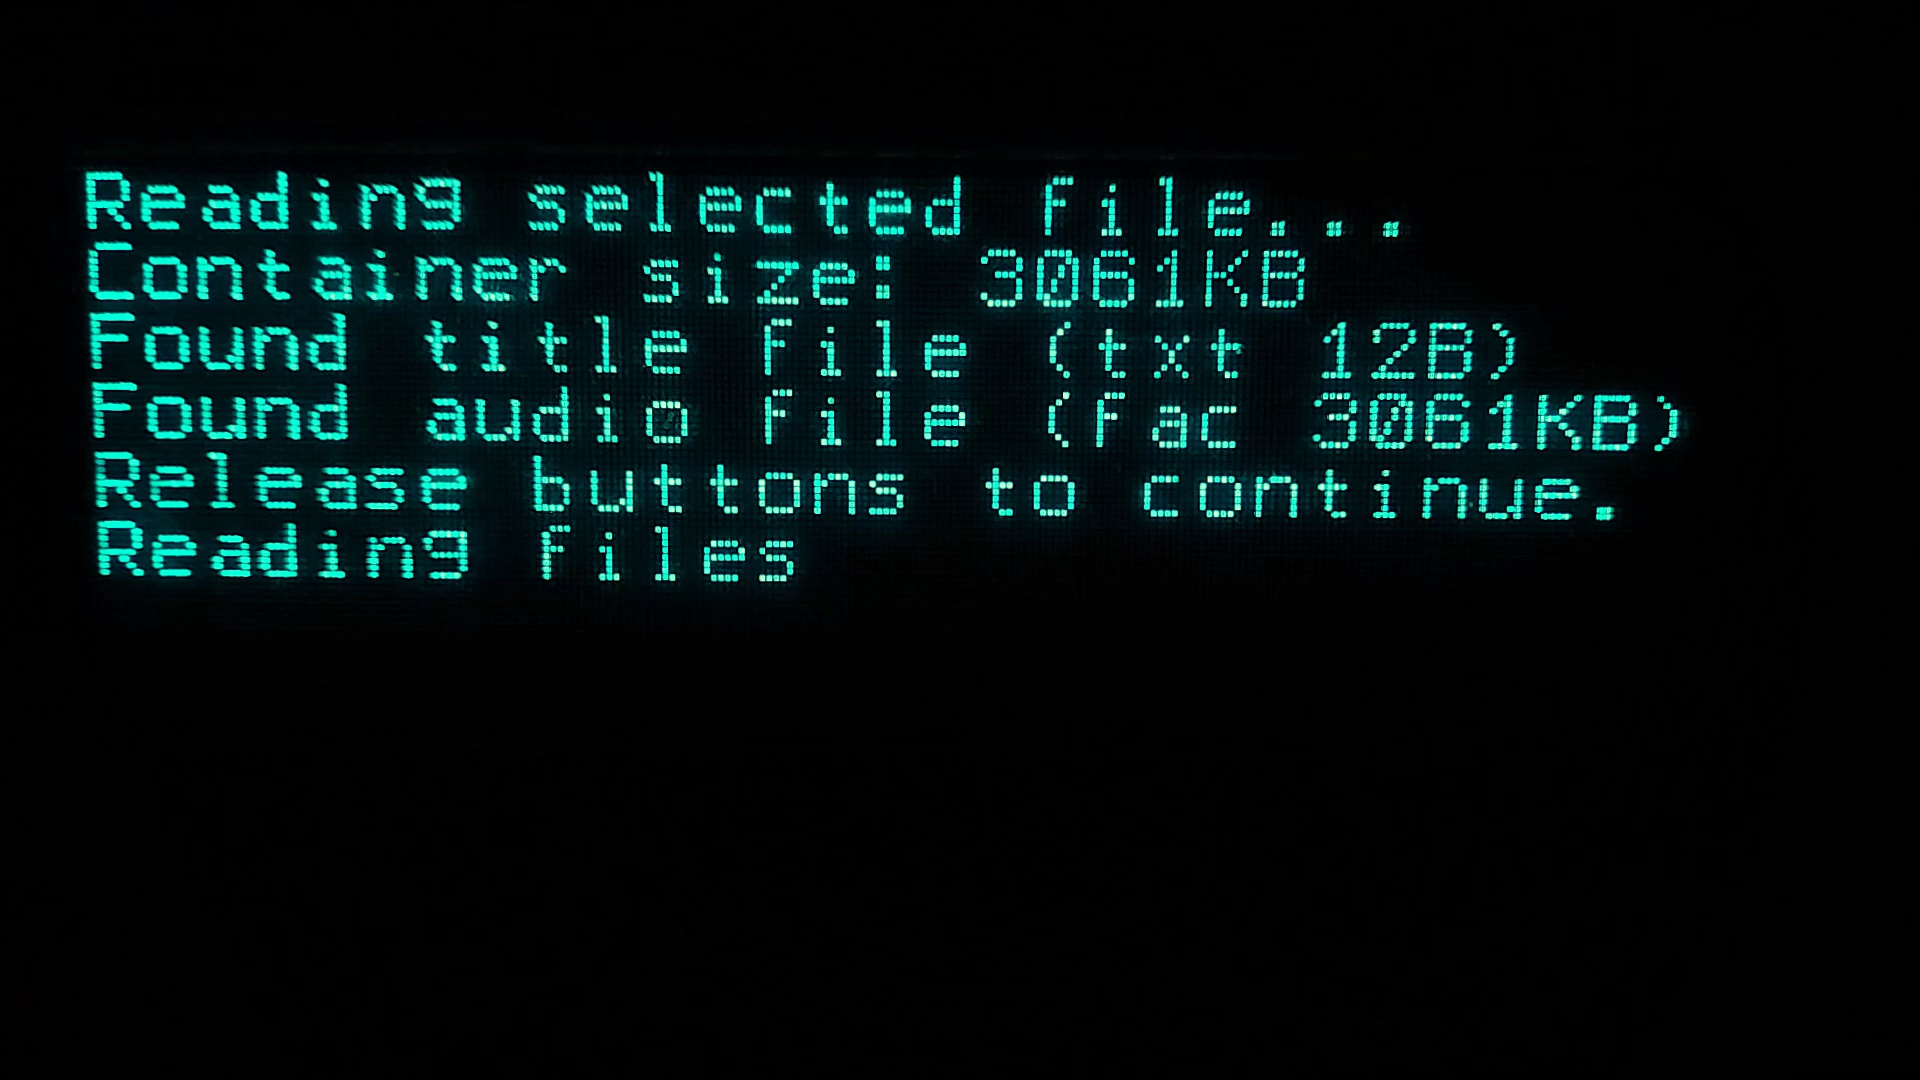 Reading selected file...
Container size: 3061KB
Found title file (txt 12B)
Found audio file (fac 3061KB)
Release buttons to continue.
Reading files